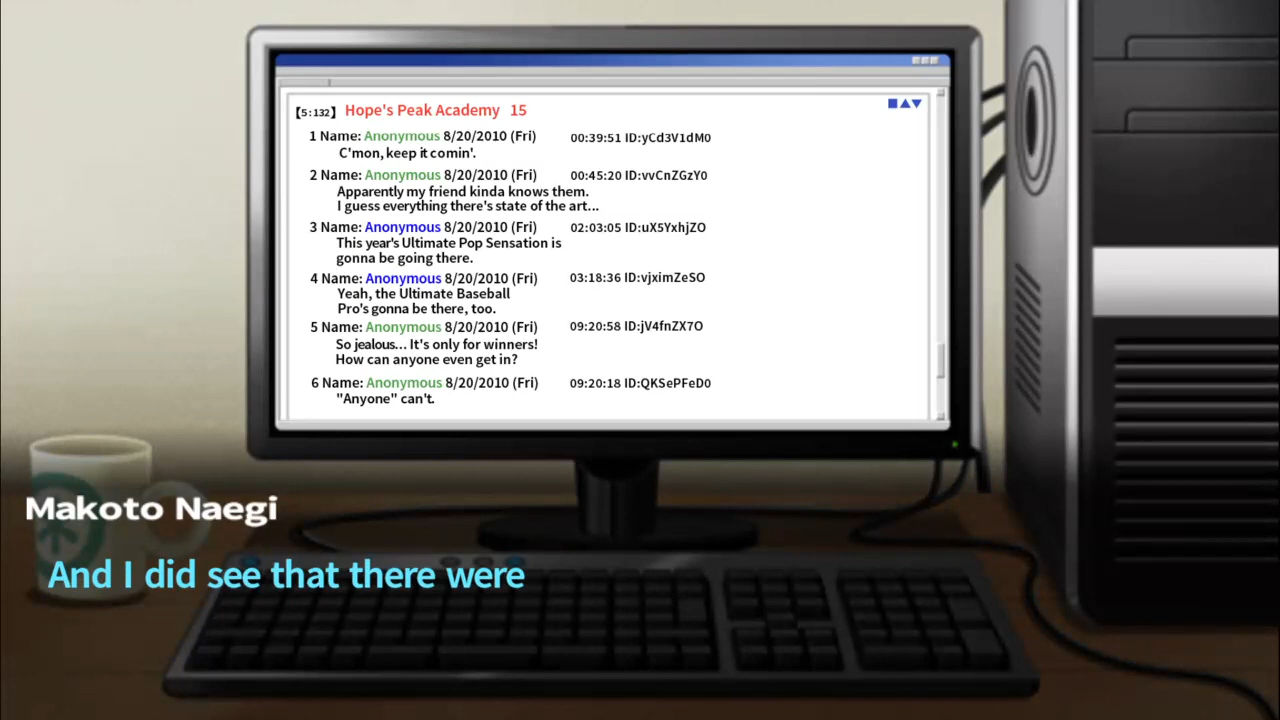 【5:132】 Hope's Peak Academy 15
1 Name: Anonymous 8/20/2010 (Fri) 00:39:51 ID:yCd3V1dM0
C'mon, keep it comin'.
2 Name: Anonymous 8/20/2010 (Fri) 00:45:20 ID:vvCnZGzY0
Apparently my friend kinda knows them.
I guess everything there's state of the art...
3 Name: Anonymous 8/20/2010 (Fri) 02:03:05 ID:uX5YxhjZO
This year's Ultimate Pop Sensation is
gonna be going there.
4 Name: Anonymous 8/20/2010 (Fri) 03:18:36 ID:vjximZeSO
Yeah, the Ultimate Baseball
Pro's gonna be there, too.
5 Name: Anonymous 8/20/2010 (Fri) 09:20:58 ID:jV4fnZX7O
So jealous... It's only for winners!
How can anyone even get in?
6 Name: Anonymous 8/20/2010 (Fri) 09:20:18 ID:QKSePFeD0
"Anyone" can't.
Makoto Naegi
And I did see that there were